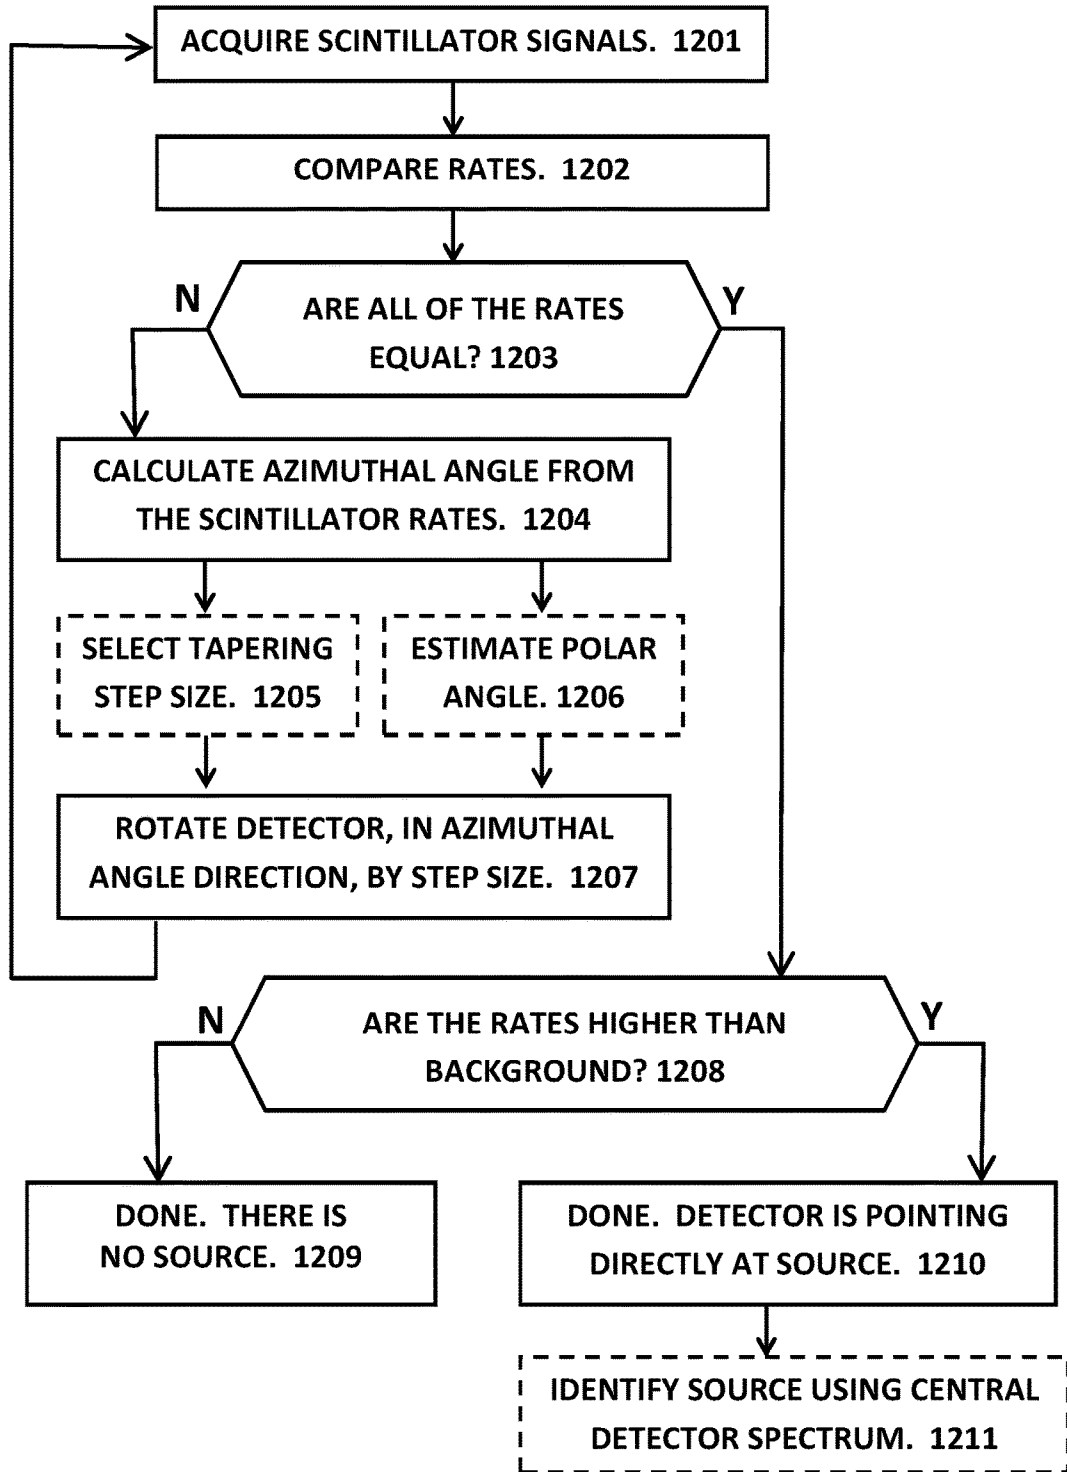 ACQUIRE SCINTILLATOR SIGNALS. 1201
COMPARE RATES. 1202
N
Y
ARE ALL OF THE RATES
EQUAL? 1203
CALCULATE AZIMUTHAL ANGLE FROM
THE SCINTILLATOR RATES. 1204
SELECT TAPERING
STEP SIZE. 1205
ESTIMATE POLAR
ANGLE. 1206
ROTATE DETECTOR, IN AZIMUTHAL
ANGLE DIRECTION, BY STEP SIZE. 1207
N
Y
ARE THE RATES HIGHER THAN
BACKGROUND? 1208
DONE. THERE IS
NO SOURCE. 1209
DONE. DETECTOR IS POINTING
DIRECTLY AT SOURCE. 1210
IDENTIFY SOURCE USING CENTRAL
DETECTOR SPECTRUM. 1211